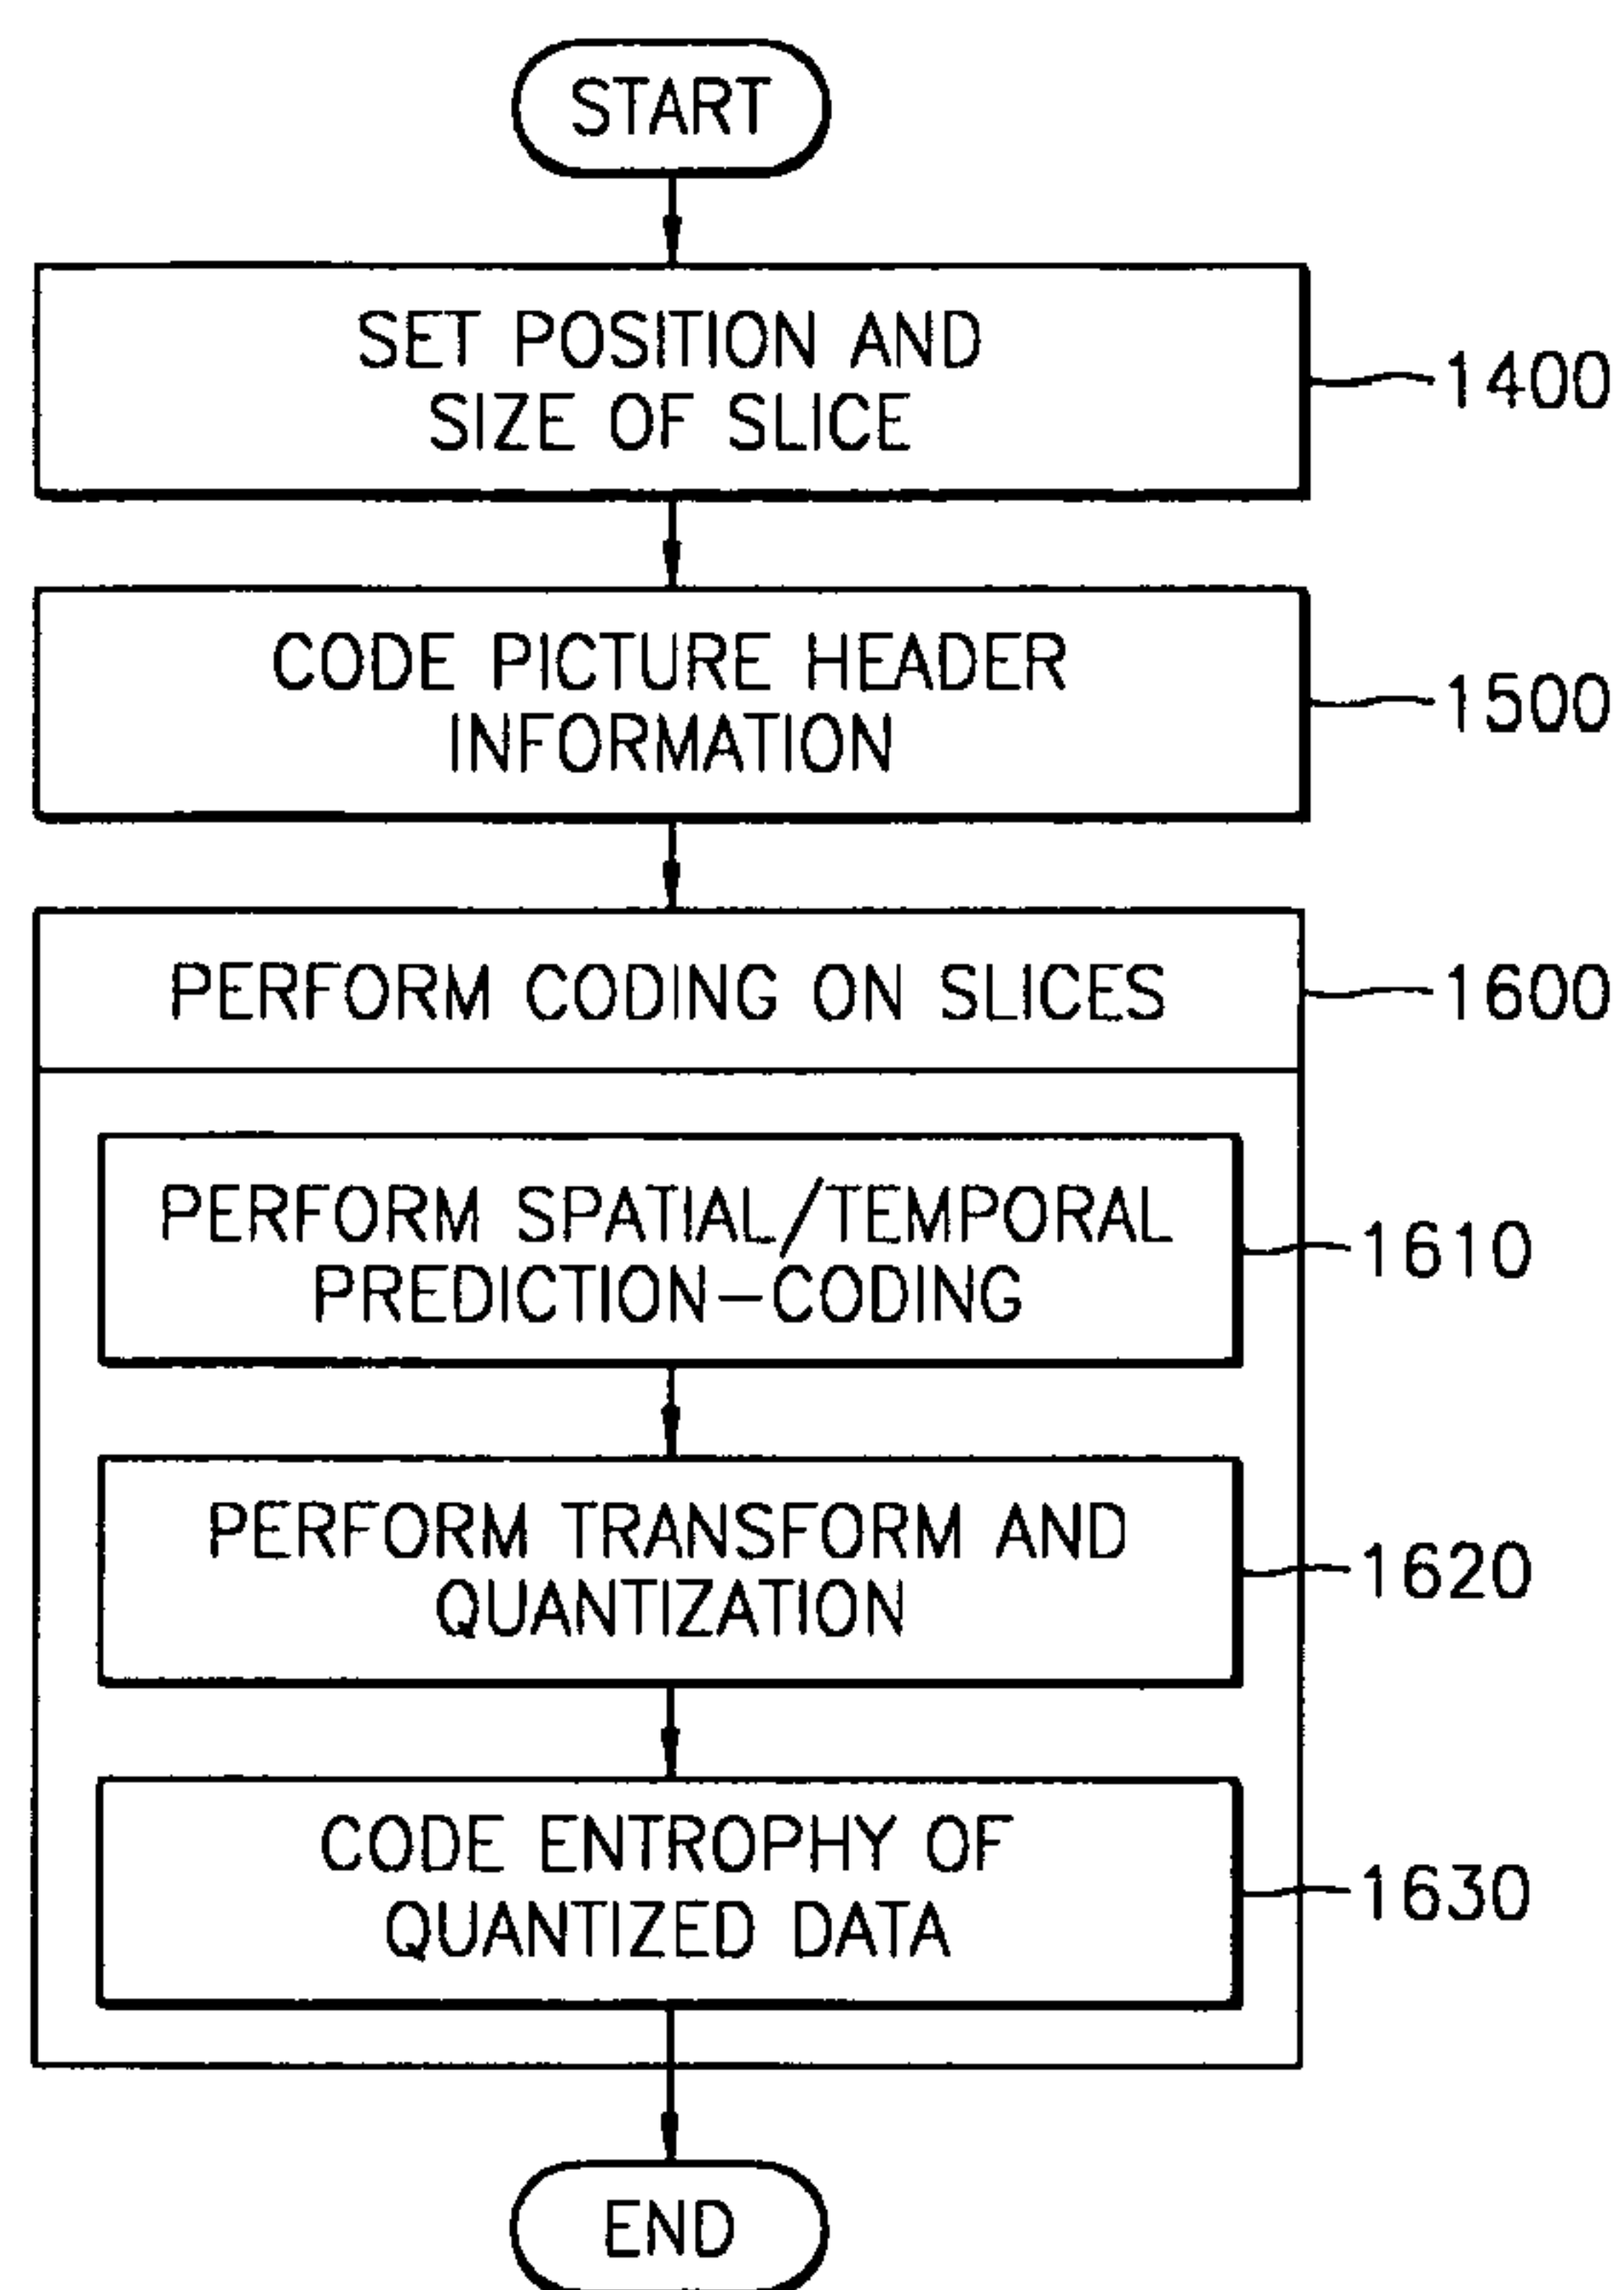 START
SET POSITION AND
SIZE OF SLICE
1400
CODE PICTURE HEADER
INFORMATION
1500
PERFORM CODING ON SLICES
1600
PERFORM SPATIAL/TEMPORAL
PREDICTION-CODING
1610
PERFORM TRANSFORM AND
QUANTIZATION
1620
CODE ENTROPHY OF
QUANTIZED DATA
1630
END